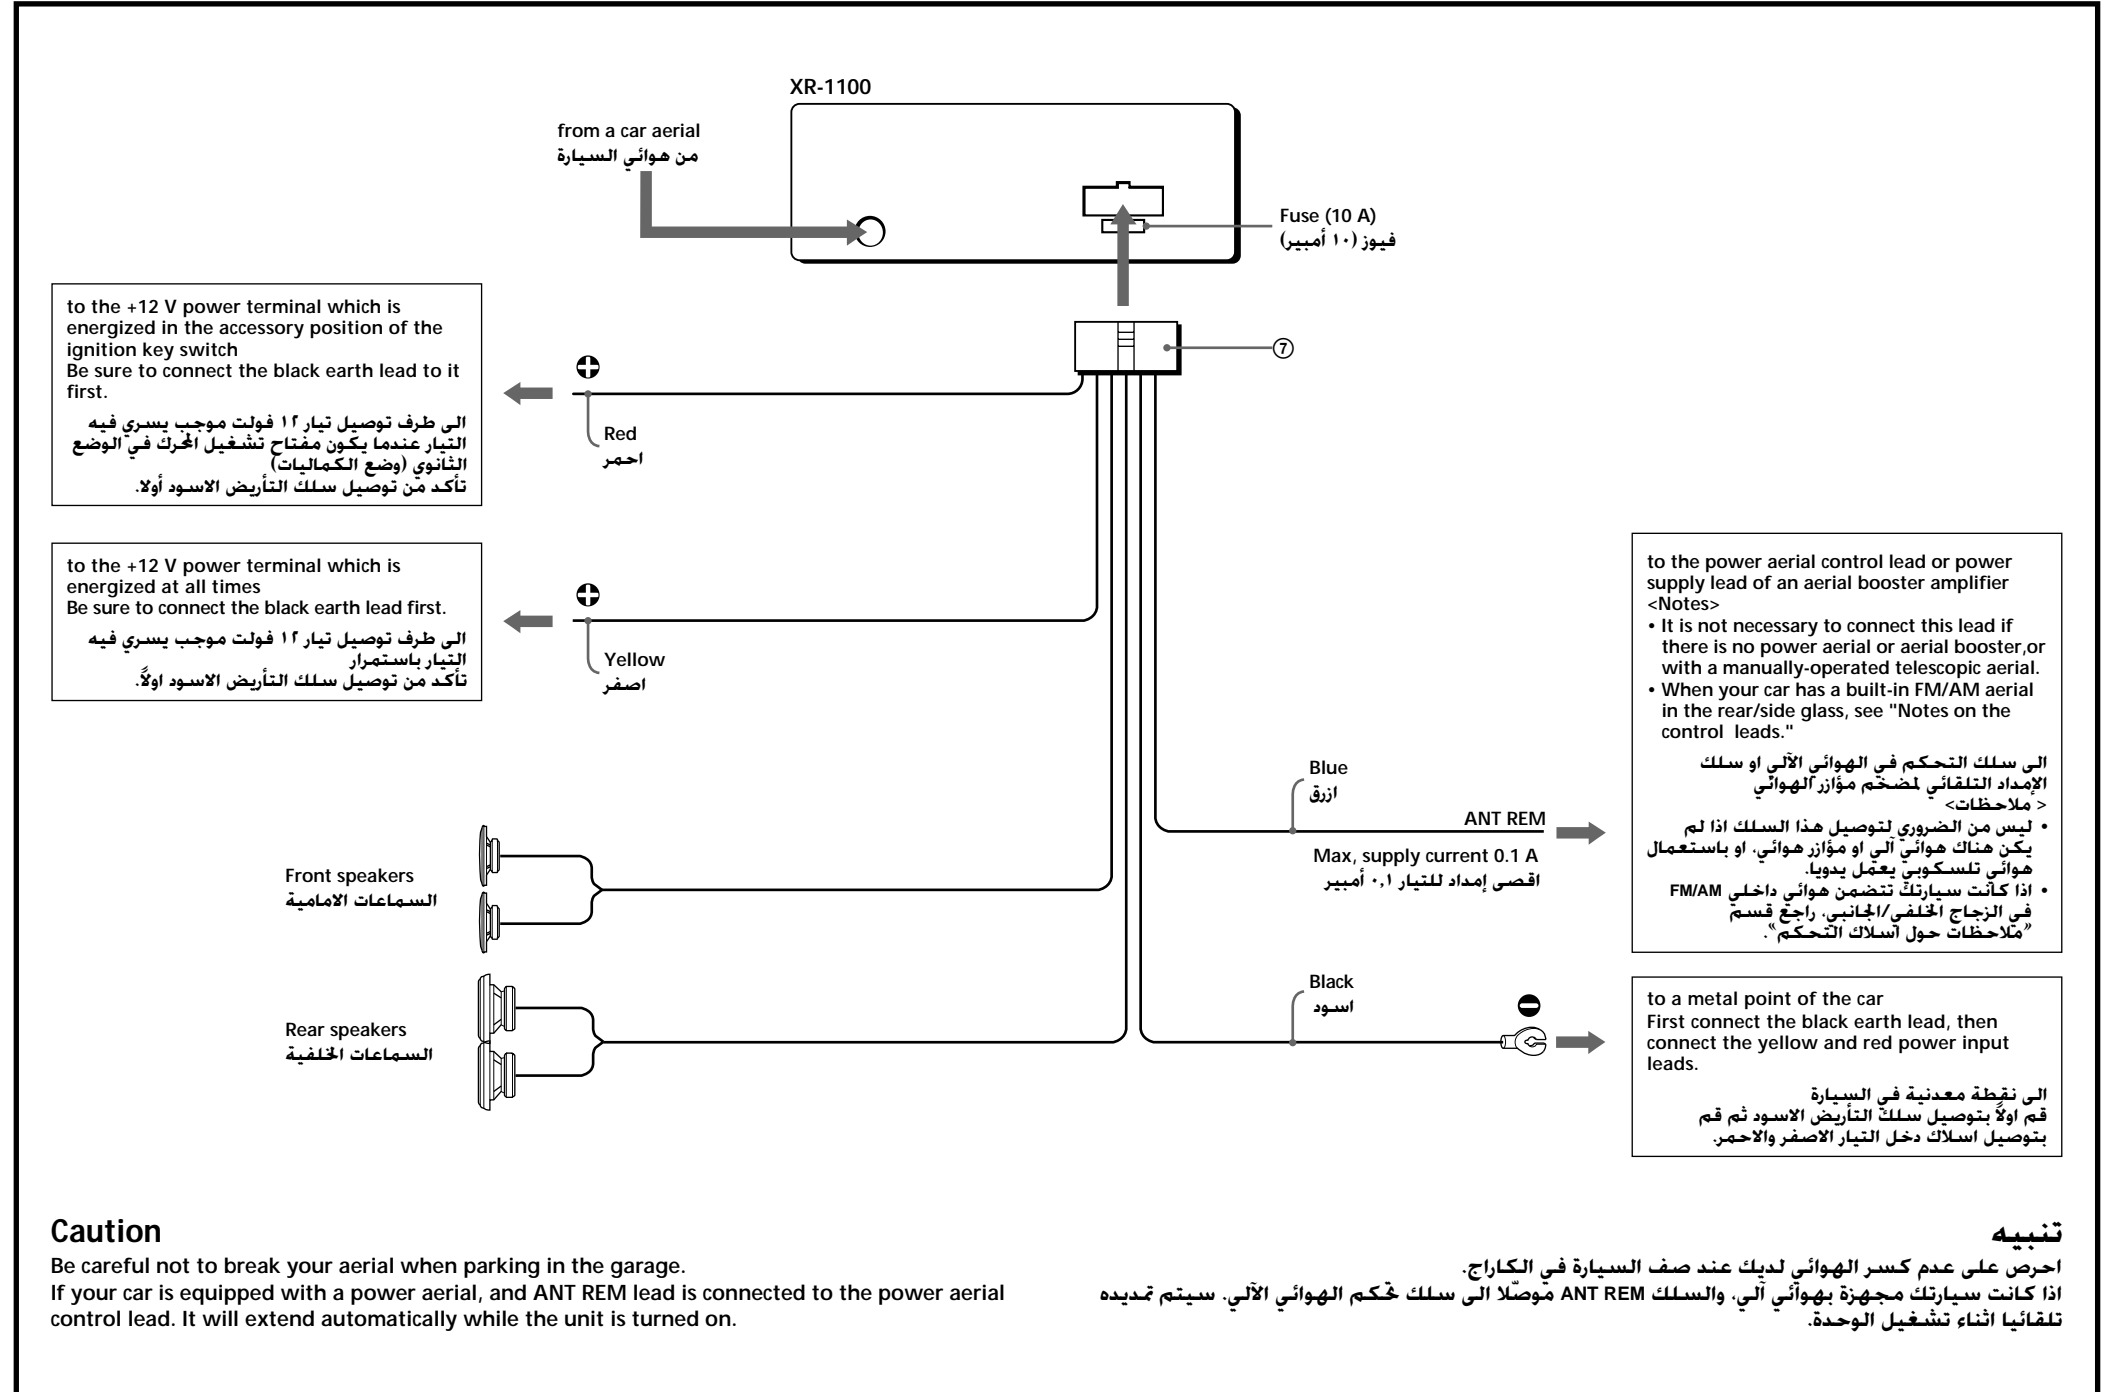 XR-1100
from a car aerial
من هوائي السيارة
Fuse (10 A)
فيوز (١٠ أمبير)
⑦
to the +12 V power terminal which is
energized in the accessory position of the
ignition key switch
Be sure to connect the black earth lead to it
first.
الى طرف توصيل تيار ١٢ فولت موجب يسري فيه
التيار عندما يكون مفتاح تشغيل المحرك في الوضع
الثانوي (وضع الكماليات)
تأكد من توصيل سلك التأريض الاسود أولا.
Red
احمر
to the +12 V power terminal which is
energized at all times
Be sure to connect the black earth lead first.
الى طرف توصيل تيار ١٢ فولت موجب يسري فيه
التيار باستمرار
تأكد من توصيل سلك التأريض الاسود اولاً.
Yellow
اصفر
Front speakers
السماعات الامامية
Rear speakers
السماعات الخلفية
Blue
ازرق
ANT REM
Max, supply current 0.1 A
اقصى إمداد للتيار ٠,١ أمبير
to the power aerial control lead or power
supply lead of an aerial booster amplifier
<Notes>
• It is not necessary to connect this lead if
there is no power aerial or aerial booster,or
with a manually-operated telescopic aerial.
• When your car has a built-in FM/AM aerial
in the rear/side glass, see "Notes on the
control leads."
الى سلك التحكم في الهوائي الآلي او سلك
الإمداد التلقائي لمضخم مؤازر الهوائي
< ملاحظات>
• ليس من الضروري لتوصيل هذا السلك اذا لم
يكن هناك هوائي آلي او مؤازر هوائي، او باستعمال
هوائي تلسكوبي يعمل يدويا.
• اذا كانت سيارتك تتضمن هوائي داخلي FM/AM
في الزجاج الخلفي/الجانبي، راجع قسم
«ملاحظات حول اسلاك التحكم».
Black
اسود
to a metal point of the car
First connect the black earth lead, then
connect the yellow and red power input
leads.
الى نقطة معدنية في السيارة
قم اولاً بتوصيل سلك التأريض الاسود ثم قم
بتوصيل اسلاك دخل التيار الاصفر والاحمر.
Caution
Be careful not to break your aerial when parking in the garage.
If your car is equipped with a power aerial, and ANT REM lead is connected to the power aerial
control lead. It will extend automatically while the unit is turned on.
تنبيه
احرص على عدم كسر الهوائي لديك عند صف السيارة في الكاراج.
اذا كانت سيارتك مجهزة بهوائي آلي، والسلك ANT REM موصّلا الى سلك تحكم الهوائي الآلي. سيتم تمديده
تلقائيا اثناء تشغيل الوحدة.